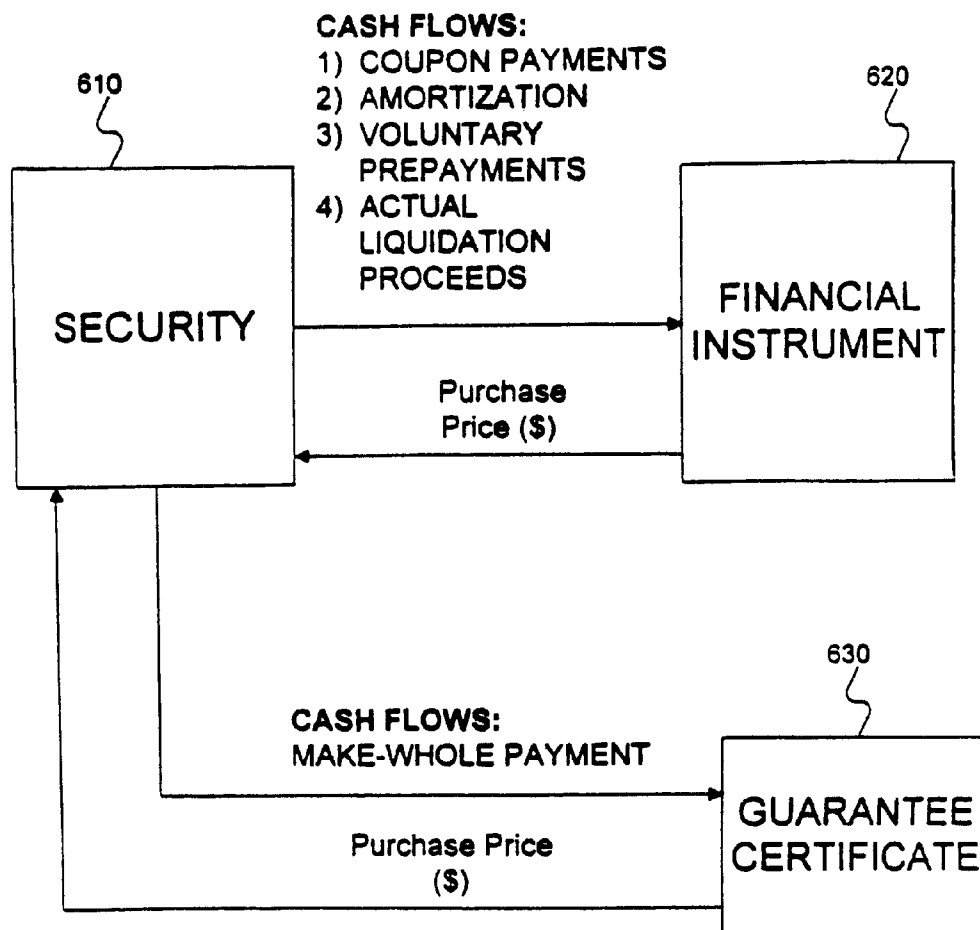 CASH FLOWS:
1) COUPON PAYMENTS
2) AMORTIZATION
3) VOLUNTARY
PREPAYMENTS
4) ACTUAL
LIQUIDATION
PROCEEDS
610
620
SECURITY
FINANCIAL
INSTRUMENT
Purchase
Price ($)
630
CASH FLOWS:
MAKE-WHOLE PAYMENT
GUARANTEE
CERTIFICATE
Purchase Price
($)